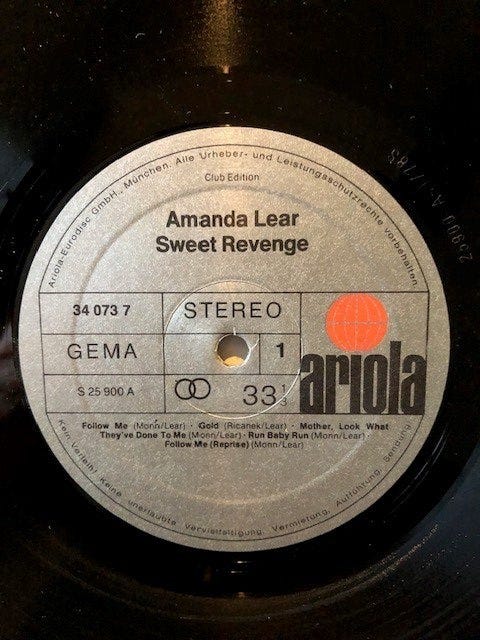 Ariola-Eurodisc GmbH, München. Alle Urheber- und Leistungsschutzrechte vorbehalten.
Club Edition
Amanda Lear
Sweet Revenge
34 073 7
STEREO
GEMA
1
ariola
S 25 900 A
33 1/3
Follow Me (Monn/Lear) · Gold (Ricanek/Lear) · Mother, Look What
They've Done To Me (Monn/Lear) · Run Baby Run (Monn/Lear) ·
Follow Me (Reprise) (Monn/Lear)
Kein Verleih! Keine unerlaubte Vervielfältigung, Vermietung, Aufführung, Sendung!
25900 A